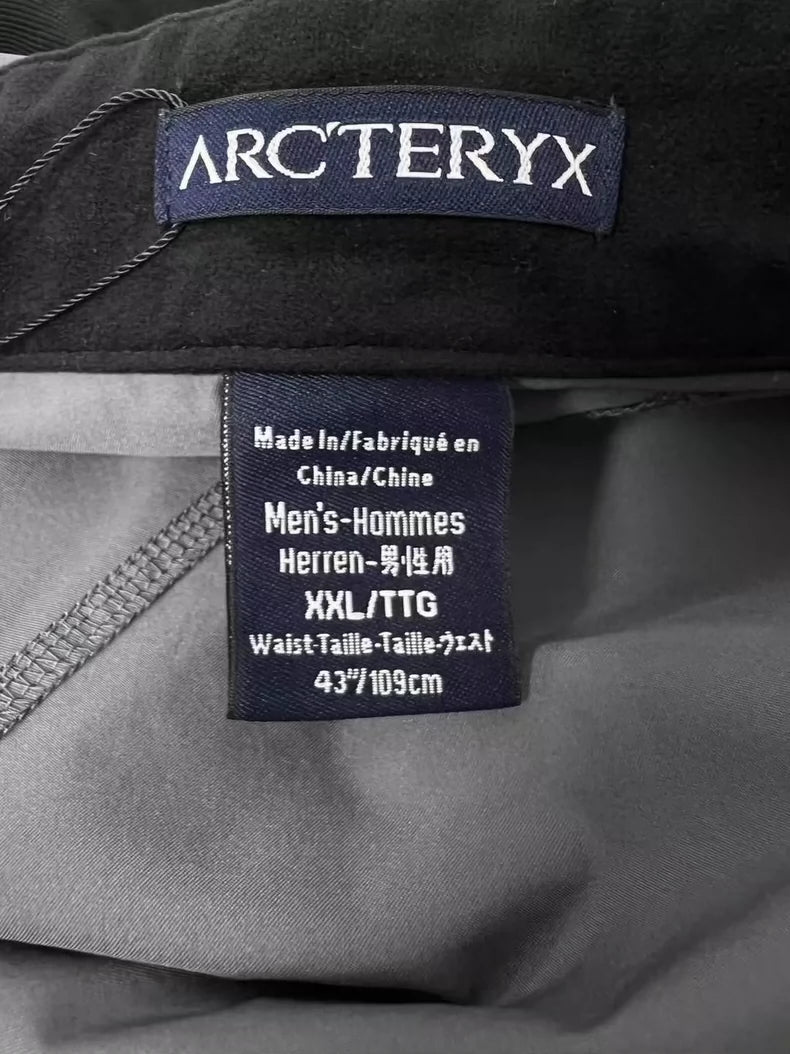 ARC'TERYX
Made In/Fabriqué en
China/Chine
Men's-Hommes
Herren-男性用
XXL/TTG
Waist-Taille-Taille-ウエスト
43"/109cm